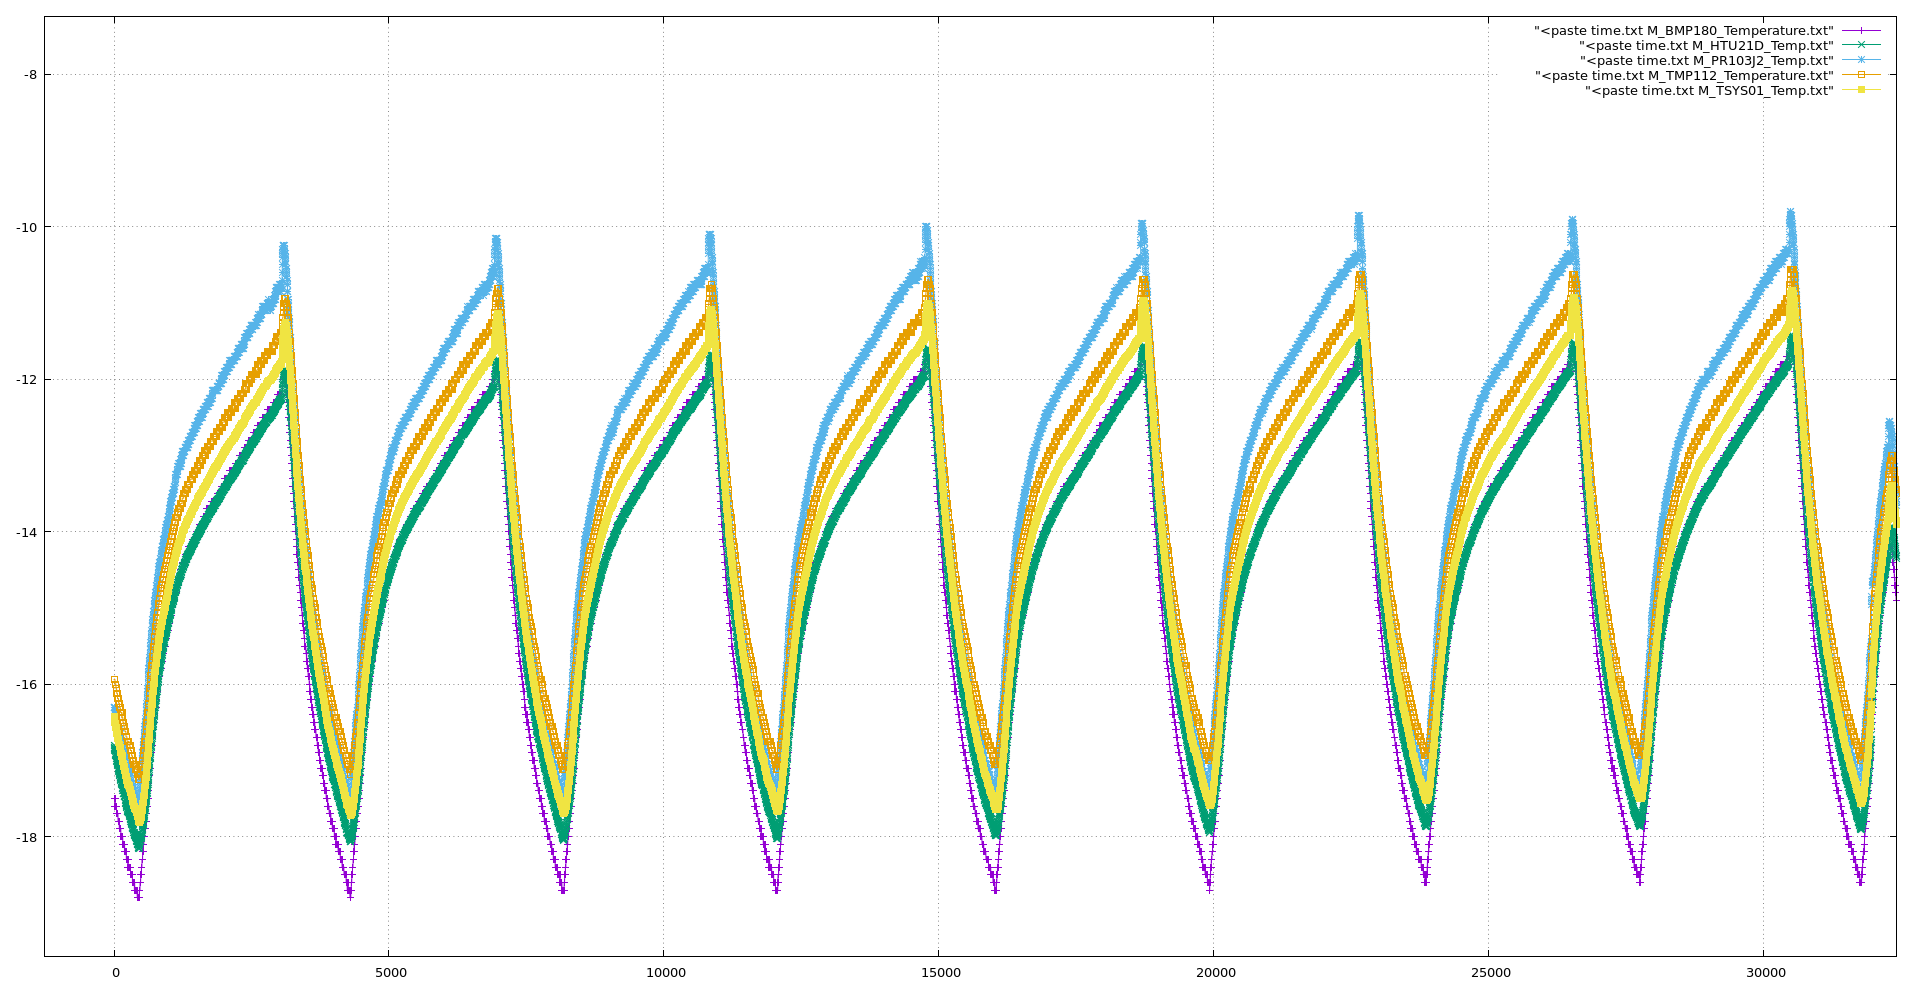 "<paste time.txt M_BMP180_Temperature.txt"
"<paste time.txt M_HTU21D_Temp.txt"
"<paste time.txt M_PR103J2_Temp.txt"
"<paste time.txt M_TMP112_Temperature.txt"
"<paste time.txt M_TSYS01_Temp.txt"
-8
-10
-12
-14
-16
-18
0 5000 10000 15000 20000 25000 30000